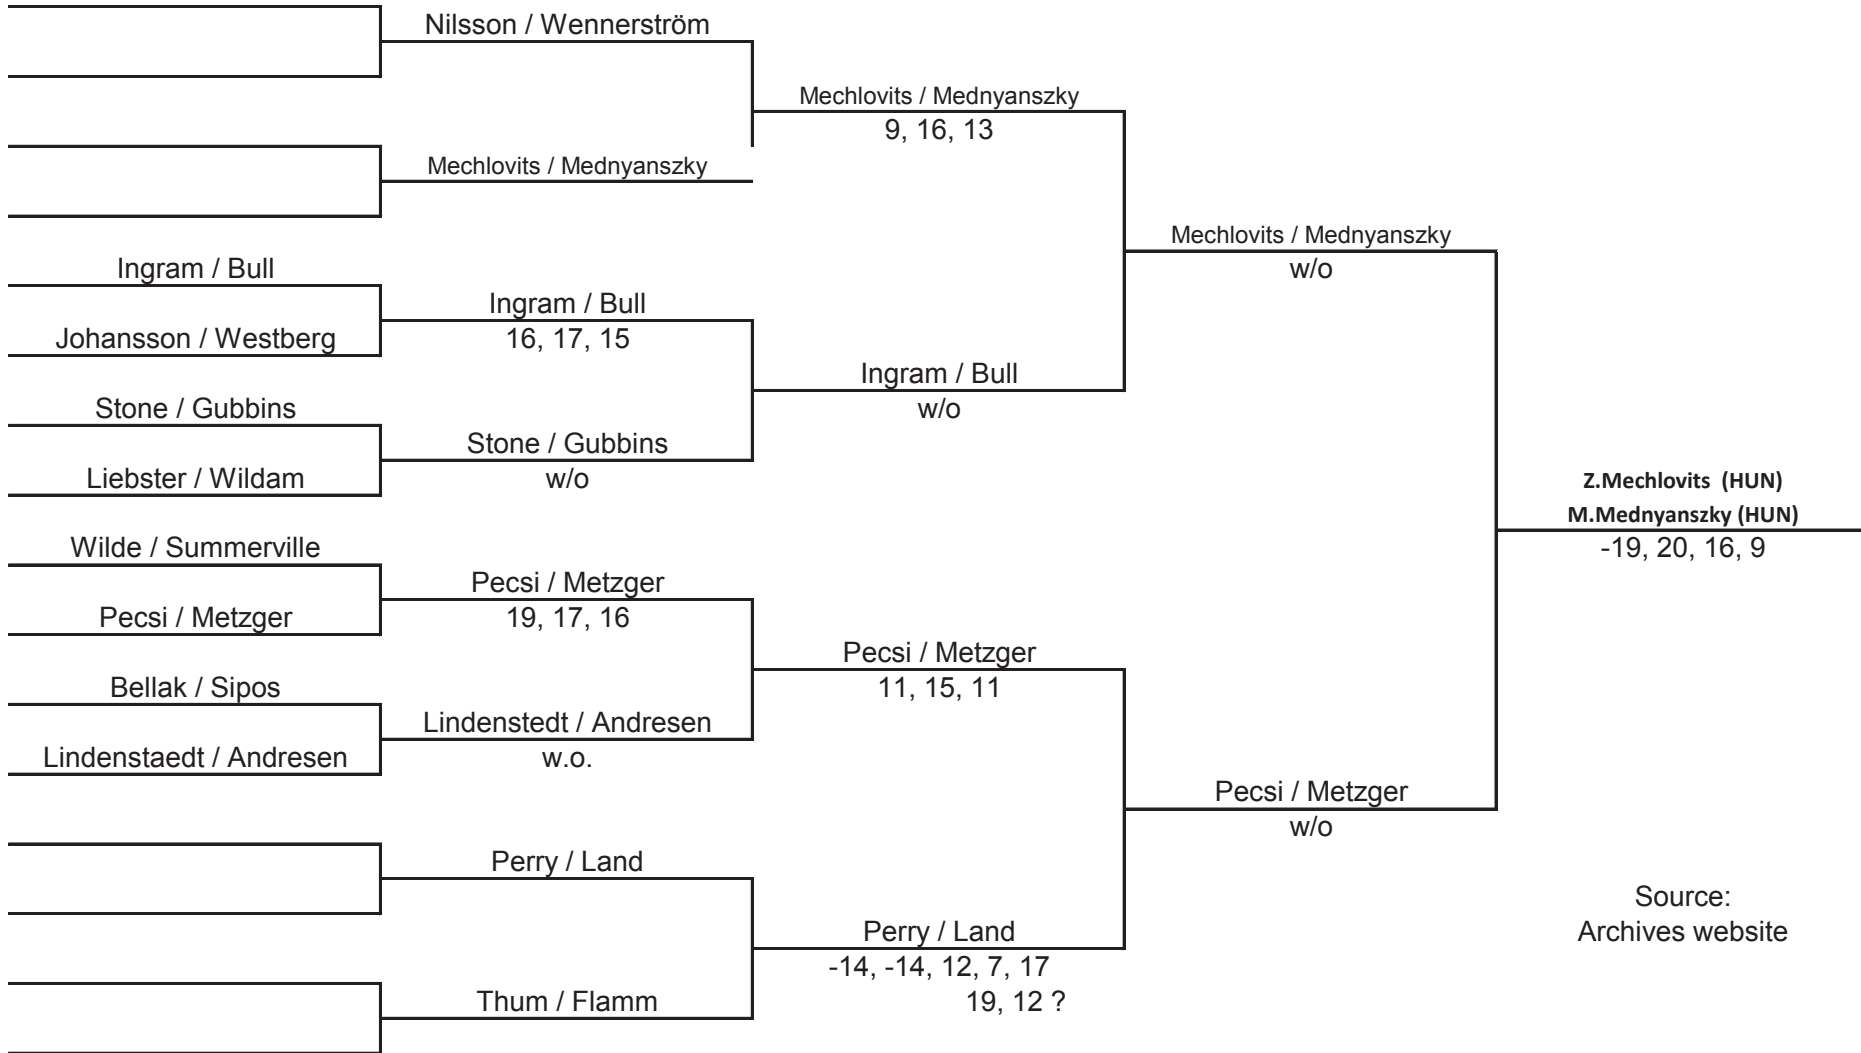 Nilsson / Wennerström
Mechlovits / Mednyanszky
9, 16, 13
Mechlovits / Mednyanszky
Mechlovits / Mednyanszky
w/o
Ingram / Bull
Johansson / Westberg
Ingram / Bull
16, 17, 15
Ingram / Bull
w/o
Stone / Gubbins
Liebster / Wildam
Stone / Gubbins
w/o
Z.Mechlovits (HUN)
M.Mednyanszky (HUN)
-19, 20, 16, 9
Wilde / Summerville
Pecsi / Metzger
Pecsi / Metzger
19, 17, 16
Pecsi / Metzger
11, 15, 11
Bellak / Sipos
Lindenstaedt / Andresen
Lindenstedt / Andresen
w.o.
Pecsi / Metzger
w/o
Perry / Land
Perry / Land
-14, -14, 12, 7, 17
19, 12 ?
Thum / Flamm
Source:
Archives website